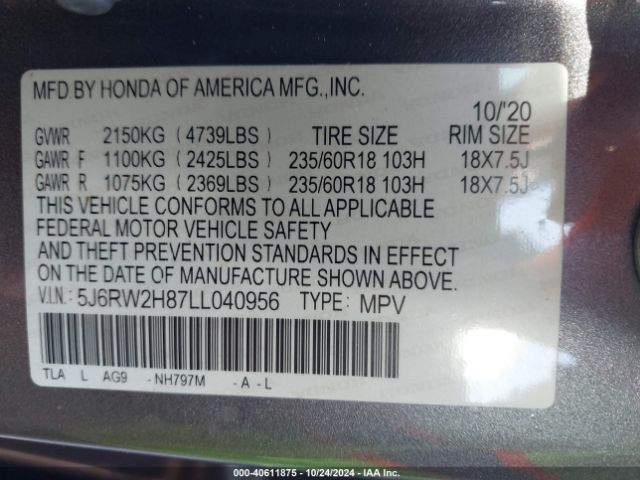 MFD BY HONDA OF AMERICA MFG.,INC.
10/'20
GVWR 2150KG (4739LBS) TIRE SIZE RIM SIZE
GAWR F 1100KG (2425LBS) 235/60R18 103H 18X7.5J
GAWR R 1075KG (2369LBS) 235/60R18 103H 18X7.5J
THIS VEHICLE CONFORMS TO ALL APPLICABLE
FEDERAL MOTOR VEHICLE SAFETY
AND THEFT PREVENTION STANDARDS IN EFFECT
ON THE DATE OF MANUFACTURE SHOWN ABOVE.
V.I.N.: 5J6RW2H87LL040956 TYPE: MPV
TLA L AG9 -NH797M -A-L
000-40611875 - 10/24/2024 - IAA Inc.